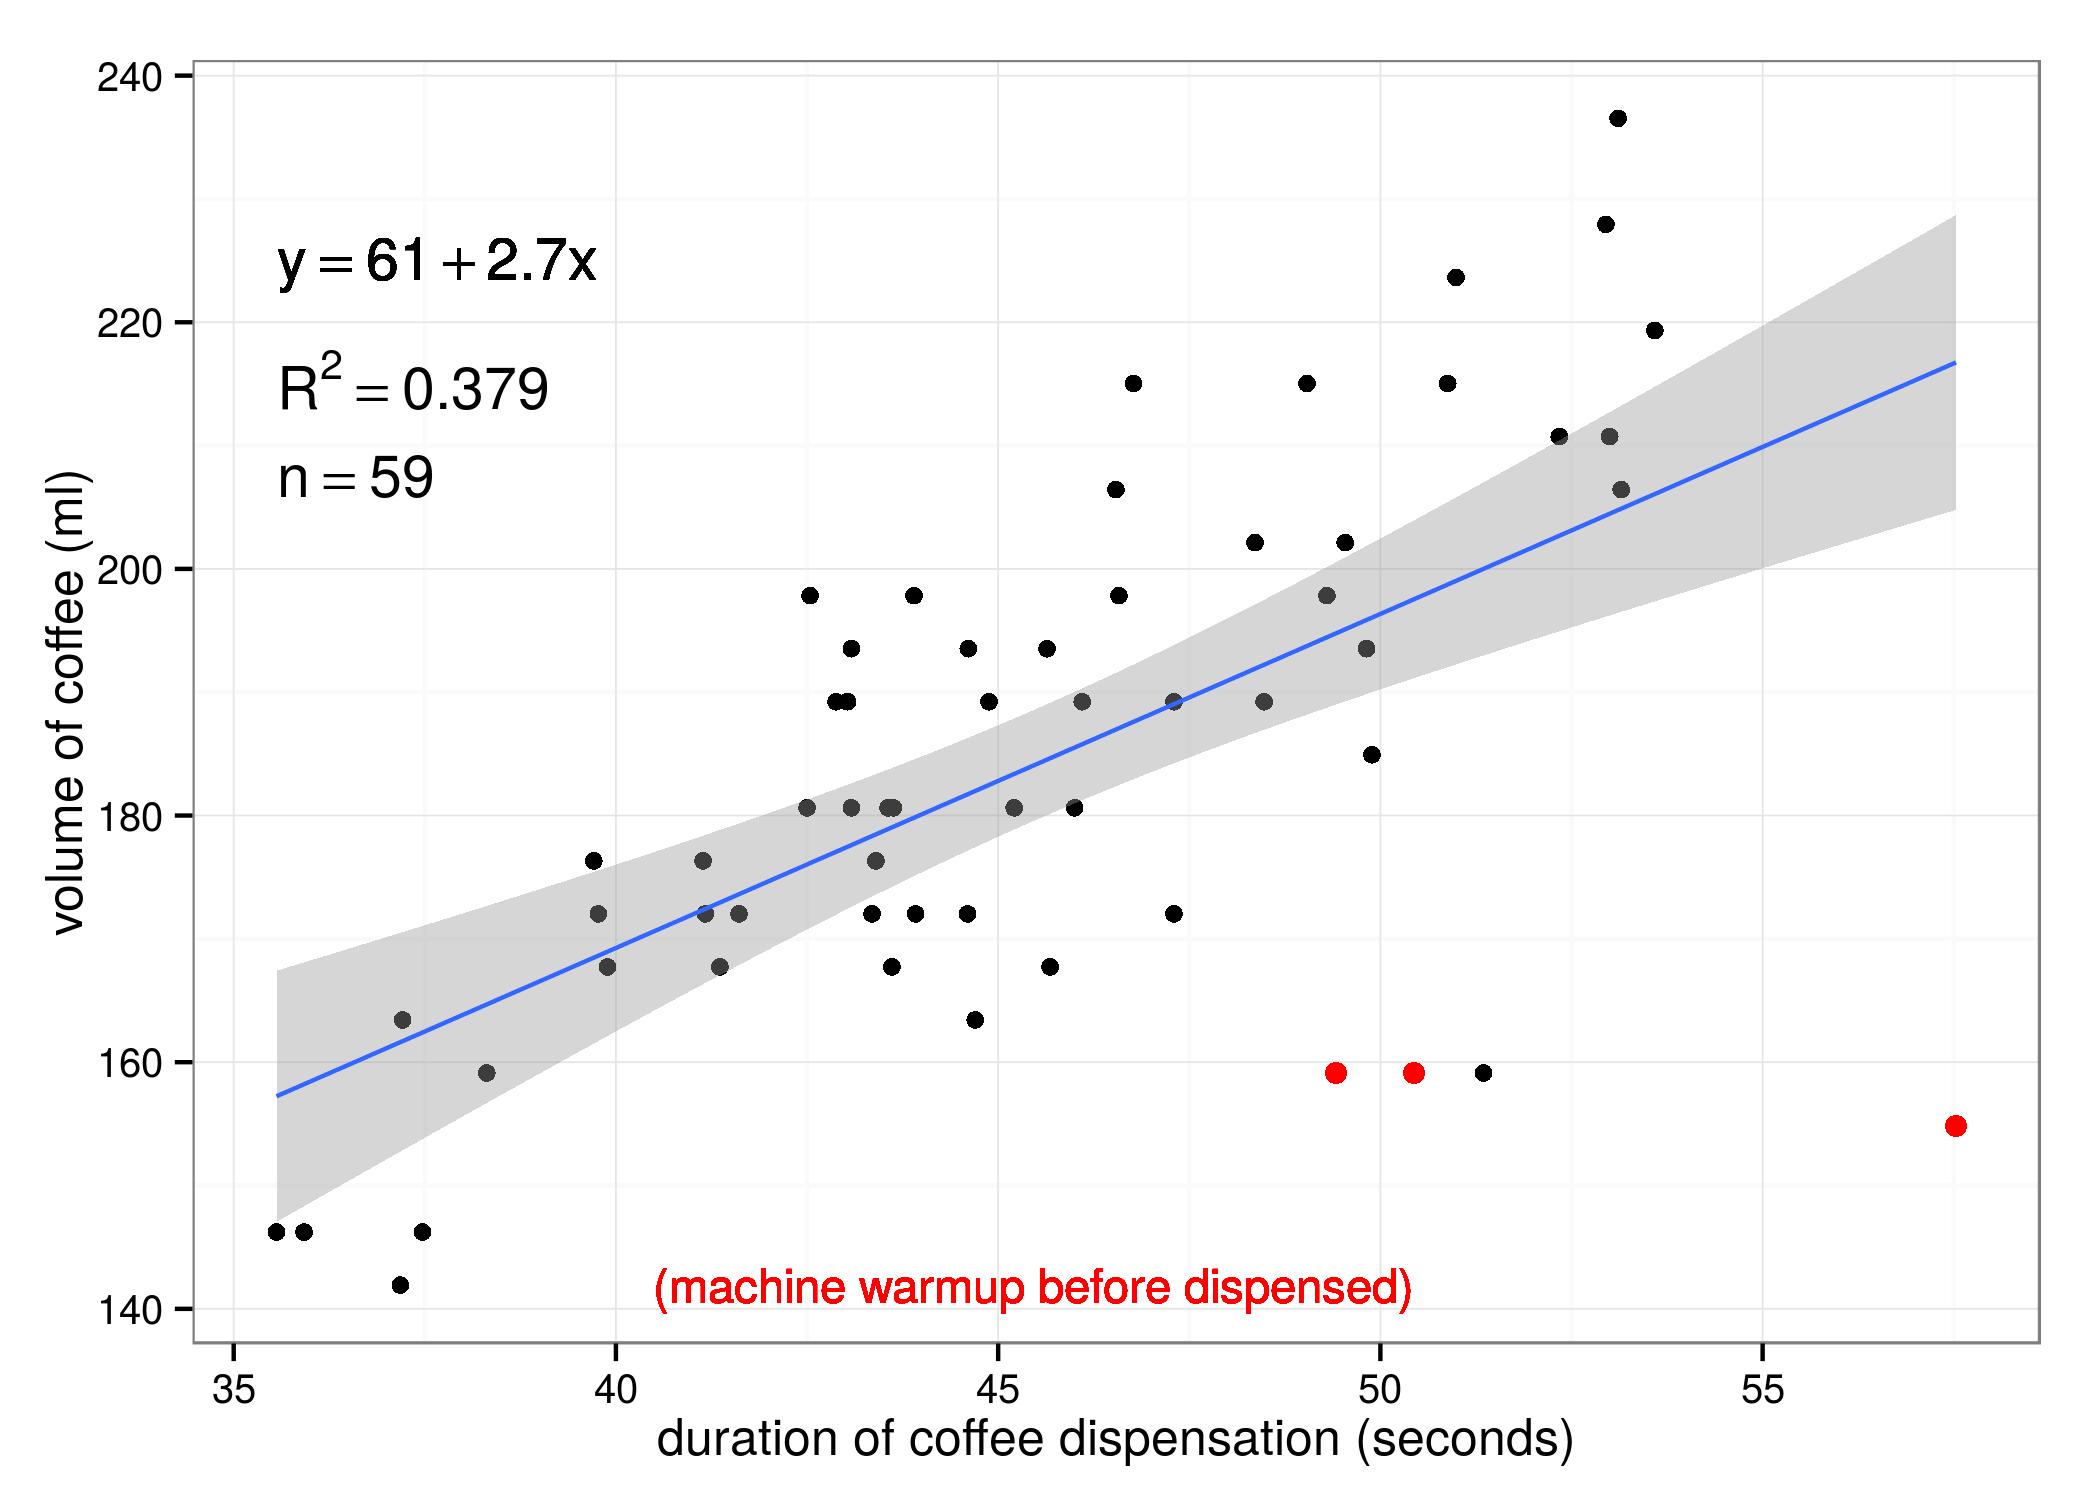 240
220
200
180
160
140
volume of coffee (ml)
y = 61 + 2.7x
R² = 0.379
n = 59
(machine warmup before dispensed)
35 40 45 50 55
duration of coffee dispensation (seconds)